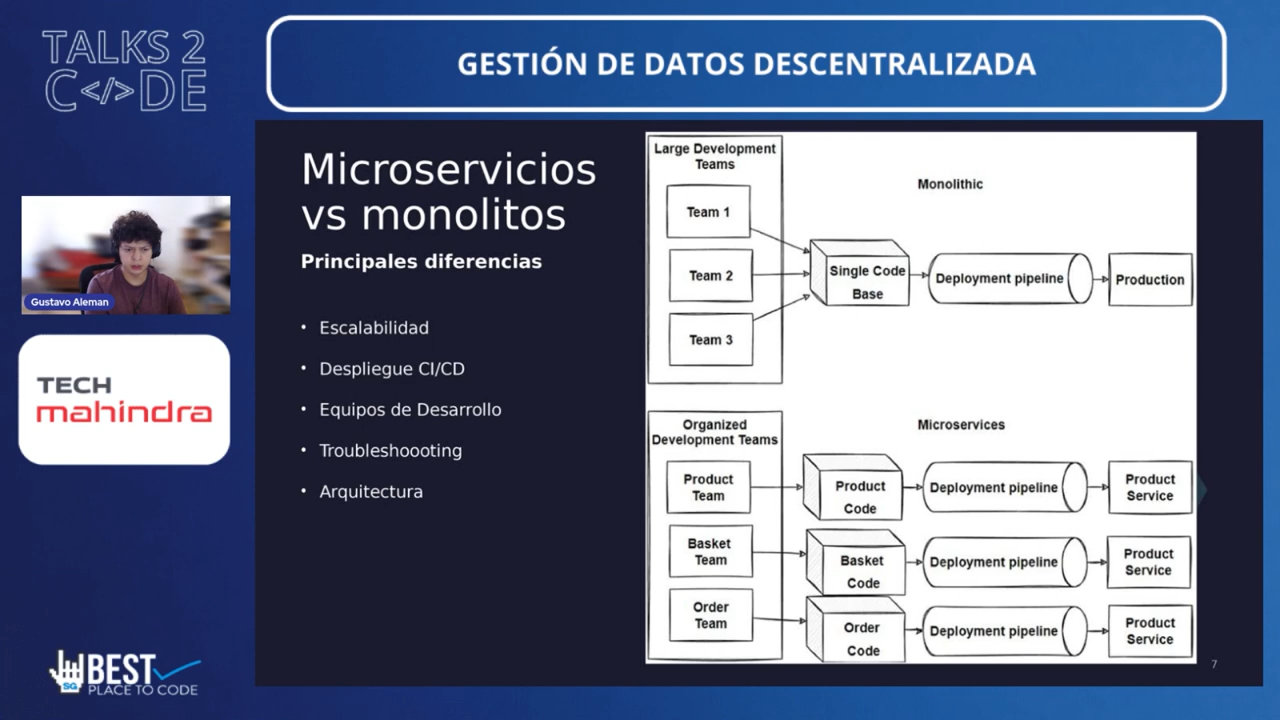 TALKS 2
C</>DE
GESTIÓN DE DATOS DESCENTRALIZADA
Gustavo Aleman
TECH
mahindra
SG
BEST
PLACE TO CODE
Microservicios
vs monolitos
Principales diferencias
• Escalabilidad
• Despliegue CI/CD
• Equipos de Desarrollo
• Troubleshoooting
• Arquitectura
Large Development
Teams
Monolithic
Team 1
Team 2
Team 3
Single Code
Base
Deployment pipeline
Production
Organized
Development Teams
Microservices
Product
Team
Product
Code
Deployment pipeline
Product
Service
Basket
Team
Basket
Code
Deployment pipeline
Product
Service
Order
Team
Order
Code
Deployment pipeline
Product
Service
7